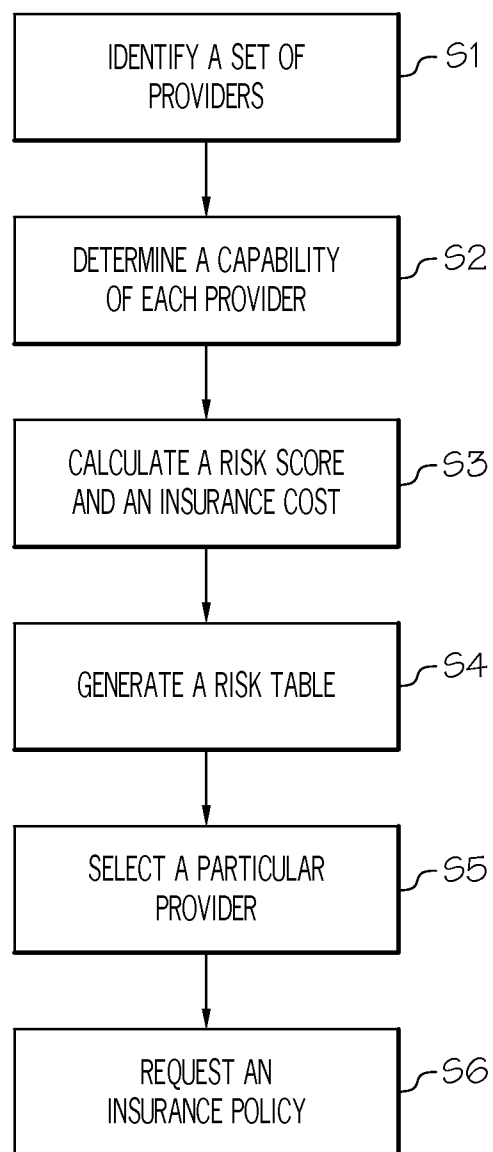 IDENTIFY A SET OF
PROVIDERS
S1
DETERMINE A CAPABILITY
OF EACH PROVIDER
S2
CALCULATE A RISK SCORE
AND AN INSURANCE COST
S3
GENERATE A RISK TABLE
S4
SELECT A PARTICULAR
PROVIDER
S5
REQUEST AN
INSURANCE POLICY
S6